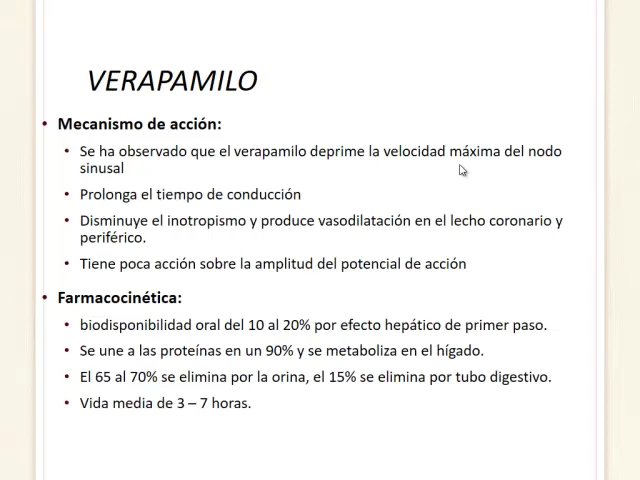 VERAPAMILO
• Mecanismo de acción:
• Se ha observado que el verapamilo deprime la velocidad máxima del nodo
sinusal
• Prolonga el tiempo de conducción
• Disminuye el inotropismo y produce vasodilatación en el lecho coronario y
periférico.
• Tiene poca acción sobre la amplitud del potencial de acción
• Farmacocinética:
• biodisponibilidad oral del 10 al 20% por efecto hepático de primer paso.
• Se une a las proteínas en un 90% y se metaboliza en el hígado.
• El 65 al 70% se elimina por la orina, el 15% se elimina por tubo digestivo.
• Vida media de 3 – 7 horas.